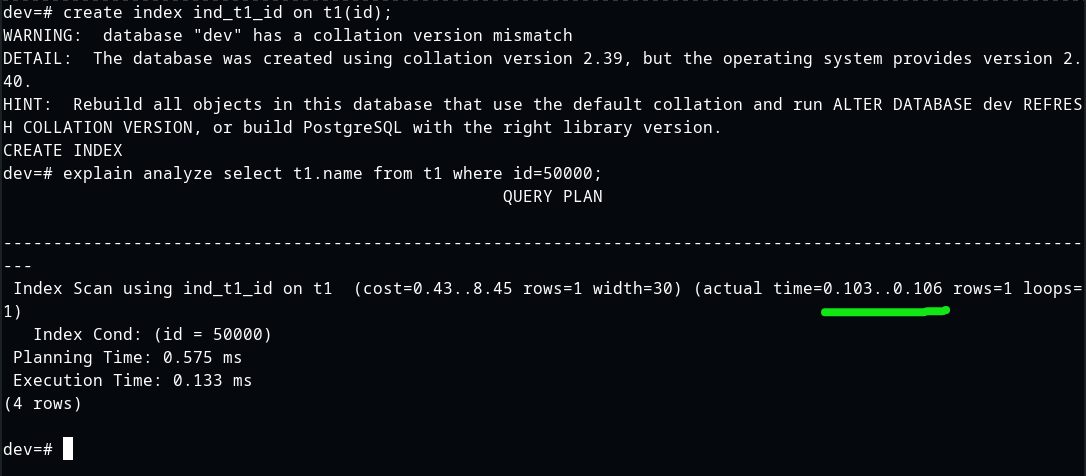 dev=# create index ind_t1_id on t1(id);
WARNING:  database "dev" has a collation version mismatch
DETAIL:  The database was created using collation version 2.39, but the operating system provides version 2.
40.
HINT:  Rebuild all objects in this database that use the default collation and run ALTER DATABASE dev REFRES
H COLLATION VERSION, or build PostgreSQL with the right library version.
CREATE INDEX
dev=# explain analyze select t1.name from t1 where id=50000;
                                                  QUERY PLAN
------------------------------------------------------------------------------------------------------------
---
 Index Scan using ind_t1_id on t1  (cost=0.43..8.45 rows=1 width=30) (actual time=0.103..0.106 rows=1 loops=
1)
   Index Cond: (id = 50000)
 Planning Time: 0.575 ms
 Execution Time: 0.133 ms
(4 rows)
dev=#